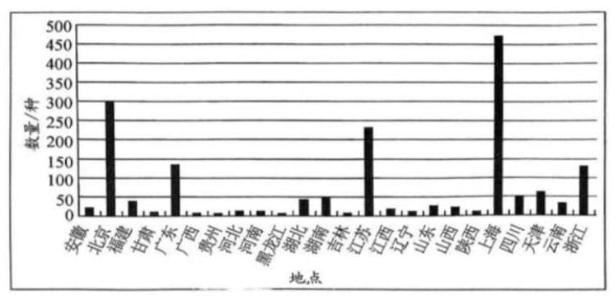 500
450
400
350
300
250
200
150
100
50
0
数量/种
安徽
北京
福建
甘肃
广东
广西
贵州
河北
河南
黑龙江
湖北
湖南
吉林
江苏
江西
辽宁
山东
山西
陕西
上海
四川
天津
云南
浙江
地点